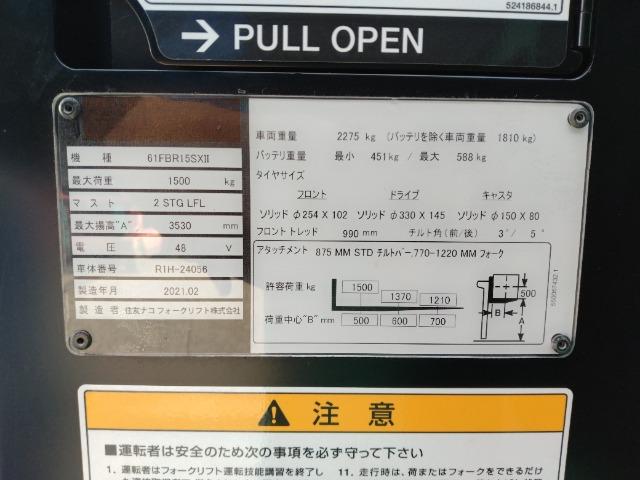 524186844.1
→ PULL OPEN
機 種 61FBR15SXⅡ
最大荷重 1500 kg
マスト 2 STG LFL
最大揚高"A" 3530 mm
電 圧 48 V
車体番号 R1H-24056
製造年月 2021.02
製造者 住友ナコ フォークリフト株式会社
車両重量 2275 kg (バッテリを除く車両重量 1810 kg)
バッテリ重量 最小 451 kg / 最大 588 kg
タイヤサイズ
フロント ドライブ キャスタ
ソリッド φ254 X 102 ソリッド φ330 X 145 ソリッド φ150 X 80
フロントトレッド 990 mm チルト角(前/後) 3° / 5°
アタッチメント 875 MM STD チルトバー,770-1220 MM フォーク
許容荷重 kg 1500 1370 1210
荷重中心"B" mm 500 600 700
500
B
A
注 意
■運転者は安全のため次の事項を必ず守って下さい
1. 運転者はフォークリフト運転技能講習を終了し
11. 走行時は、荷またはフォークをできるだけ